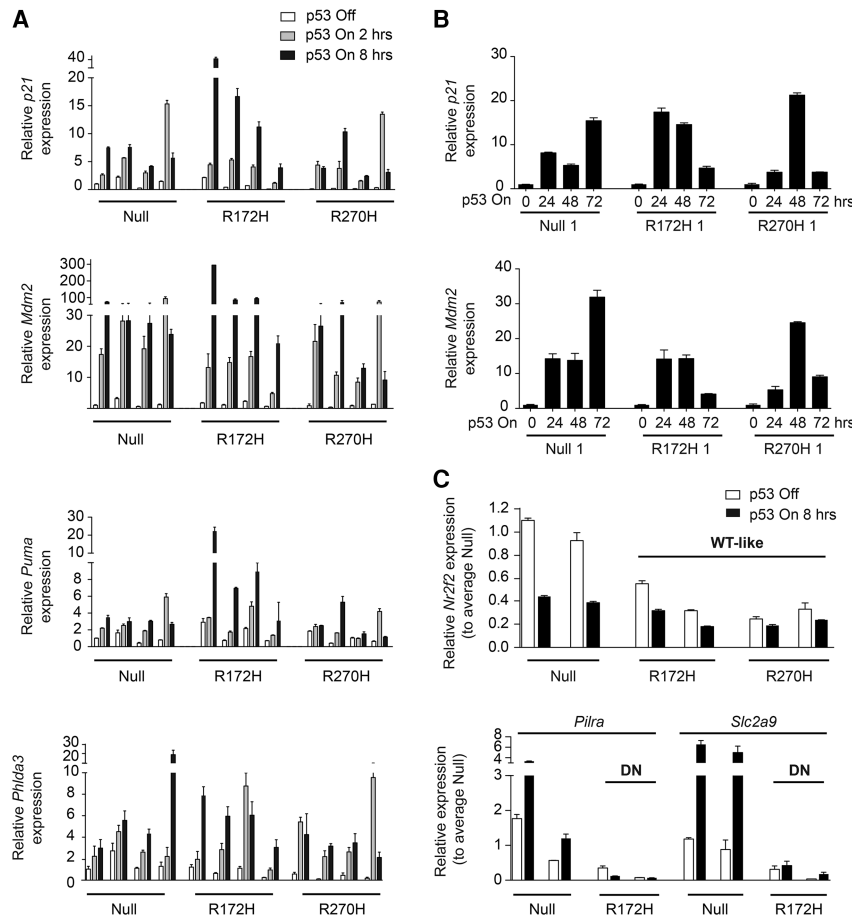 A
p53 Off
p53 On 2 hrs
p53 On 8 hrs
Relative p21
expression
40
20
20
15
10
5
0
Null
R172H
R270H
Relative Mdm2
expression
300
200
100
30
20
10
Null
R172H
R270H
Relative Puma
expression
30
20
10
8
6
4
2
0
Null
R172H
R270H
Relative Phlda3
expression
30
20
10
10
8
6
4
2
0
Null
R172H
R270H
B
Relative p21
expression
30
20
10
0
p53 On 0 24 48 72 0 24 48 72 0 24 48 72 hrs
Null 1
R172H 1
R270H 1
Relative Mdm2
expression
40
30
20
10
0
p53 On 0 24 48 72 0 24 48 72 0 24 48 72 hrs
Null 1
R172H 1
R270H 1
C
p53 Off
p53 On 8 hrs
Relative Nr2f2 expression
(to average Null)
1.2
1.0
0.8
0.6
0.4
0.2
0.0
WT-like
Null
R172H
R270H
Relative expression
(to average Null)
Pilra
Slc2a9
8
6
4
3
2
1
0
DN
DN
Null
R172H
Null
R172H